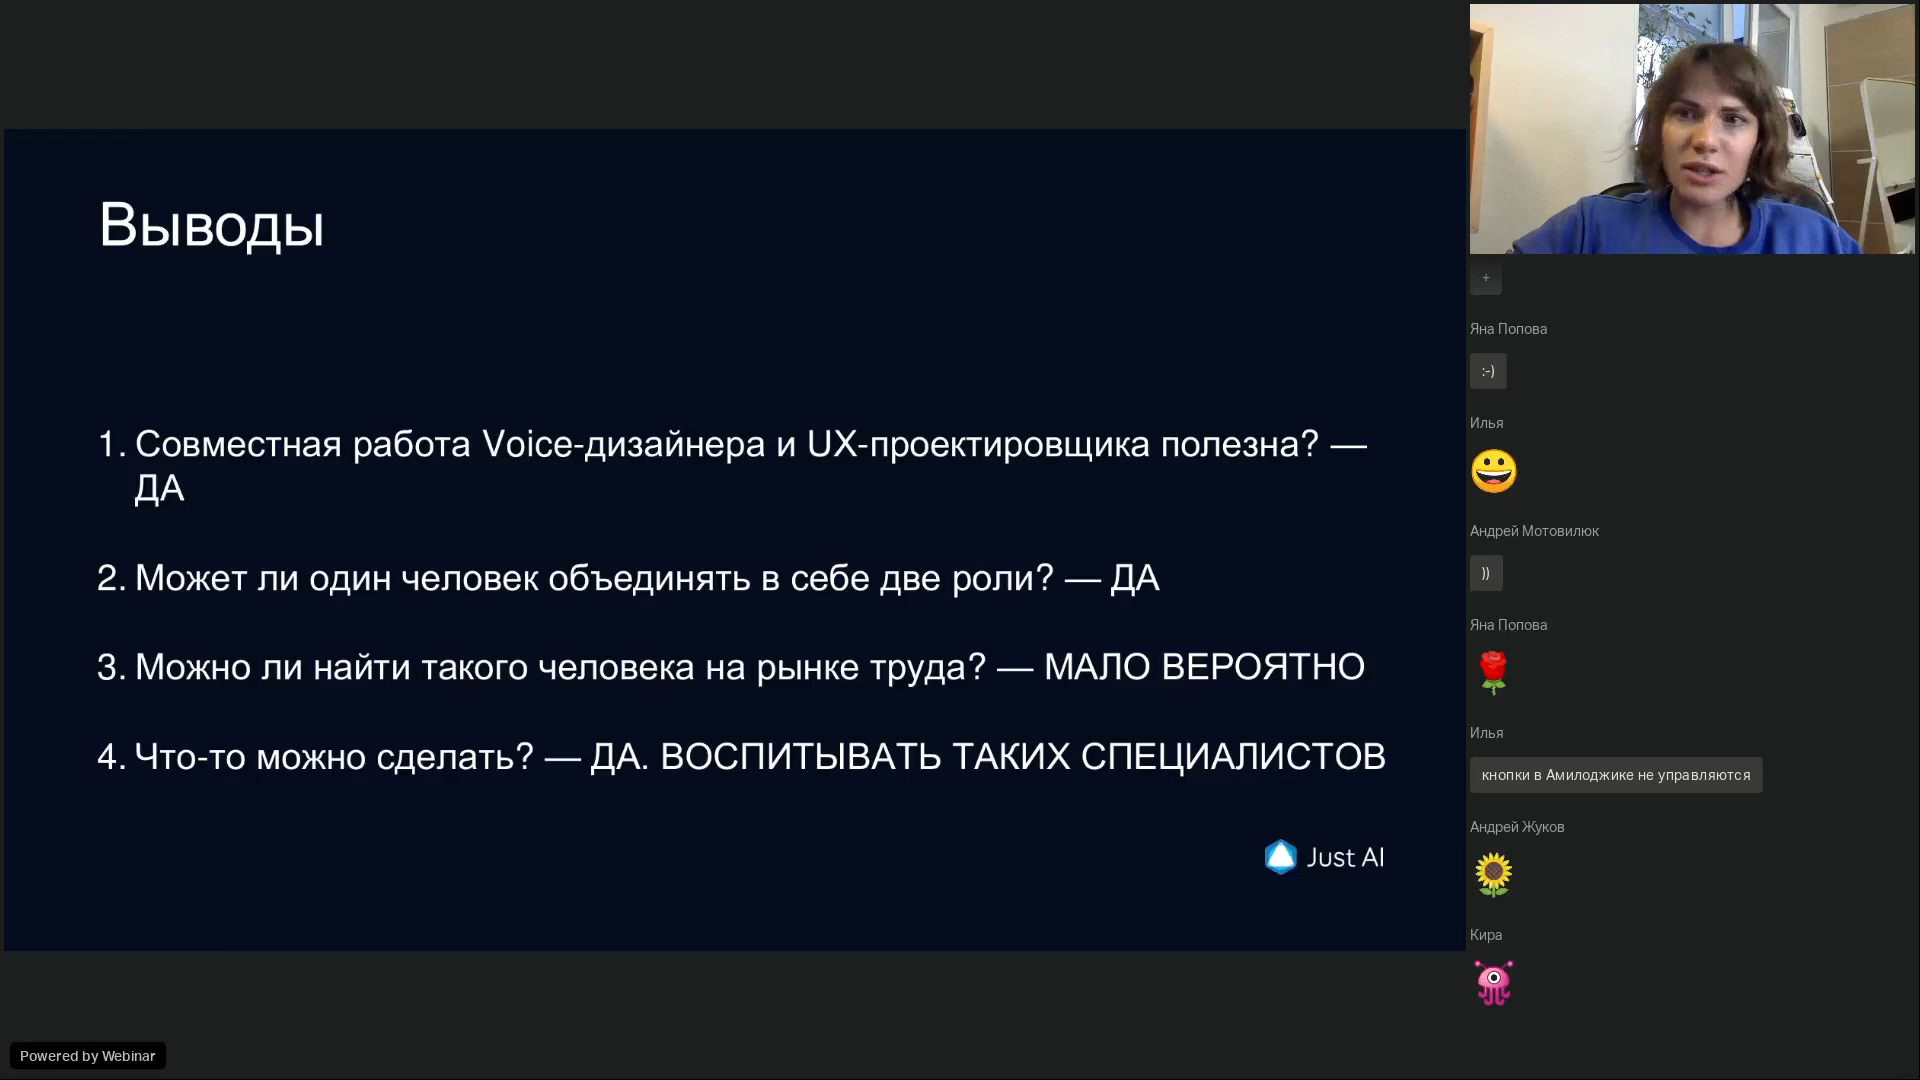 Выводы
1. Совместная работа Voice-дизайнера и UX-проектировщика полезна? —
ДА
2. Может ли один человек объединять в себе две роли? — ДА
3. Можно ли найти такого человека на рынке труда? — МАЛО ВЕРОЯТНО
4. Что-то можно сделать? — ДА. ВОСПИТЫВАТЬ ТАКИХ СПЕЦИАЛИСТОВ
Just AI
+
Яна Попова
:-)
Илья
Андрей Мотовилюк
))
Яна Попова
Илья
кнопки в Амилоджике не управляются
Андрей Жуков
Кира
Powered by Webinar